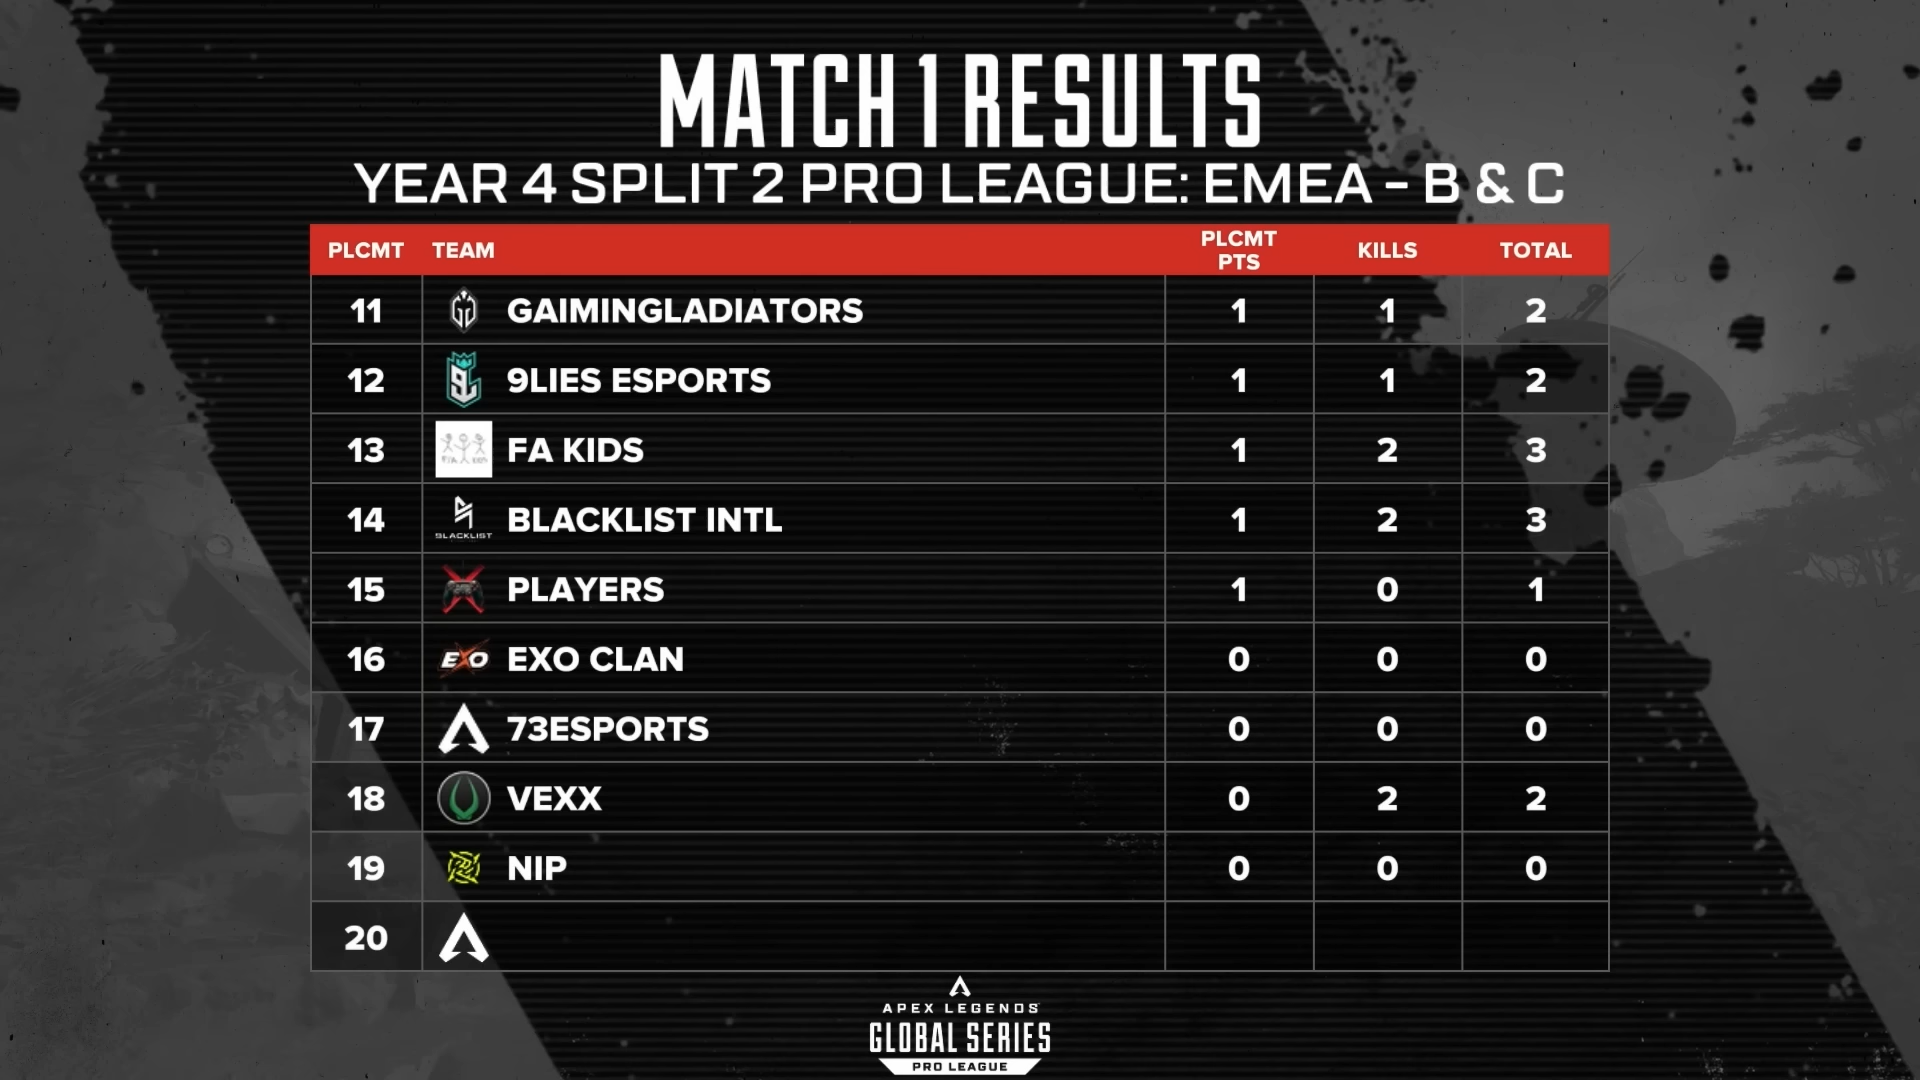 MATCH 1 RESULTS
YEAR 4 SPLIT 2 PRO LEAGUE: EMEA - B & C
PLCMT TEAM PLCMT PTS KILLS TOTAL
11 GAIMINGLADIATORS 1 1 2
12 9LIES ESPORTS 1 1 2
13 FA KIDS 1 2 3
14 BLACKLIST BLACKLIST INTL 1 2 3
15 PLAYERS 1 0 1
16 EXO EXO CLAN 0 0 0
17 73ESPORTS 0 0 0
18 VEXX 0 2 2
19 NIP 0 0 0
20
APEX LEGENDS
GLOBAL SERIES
PRO LEAGUE